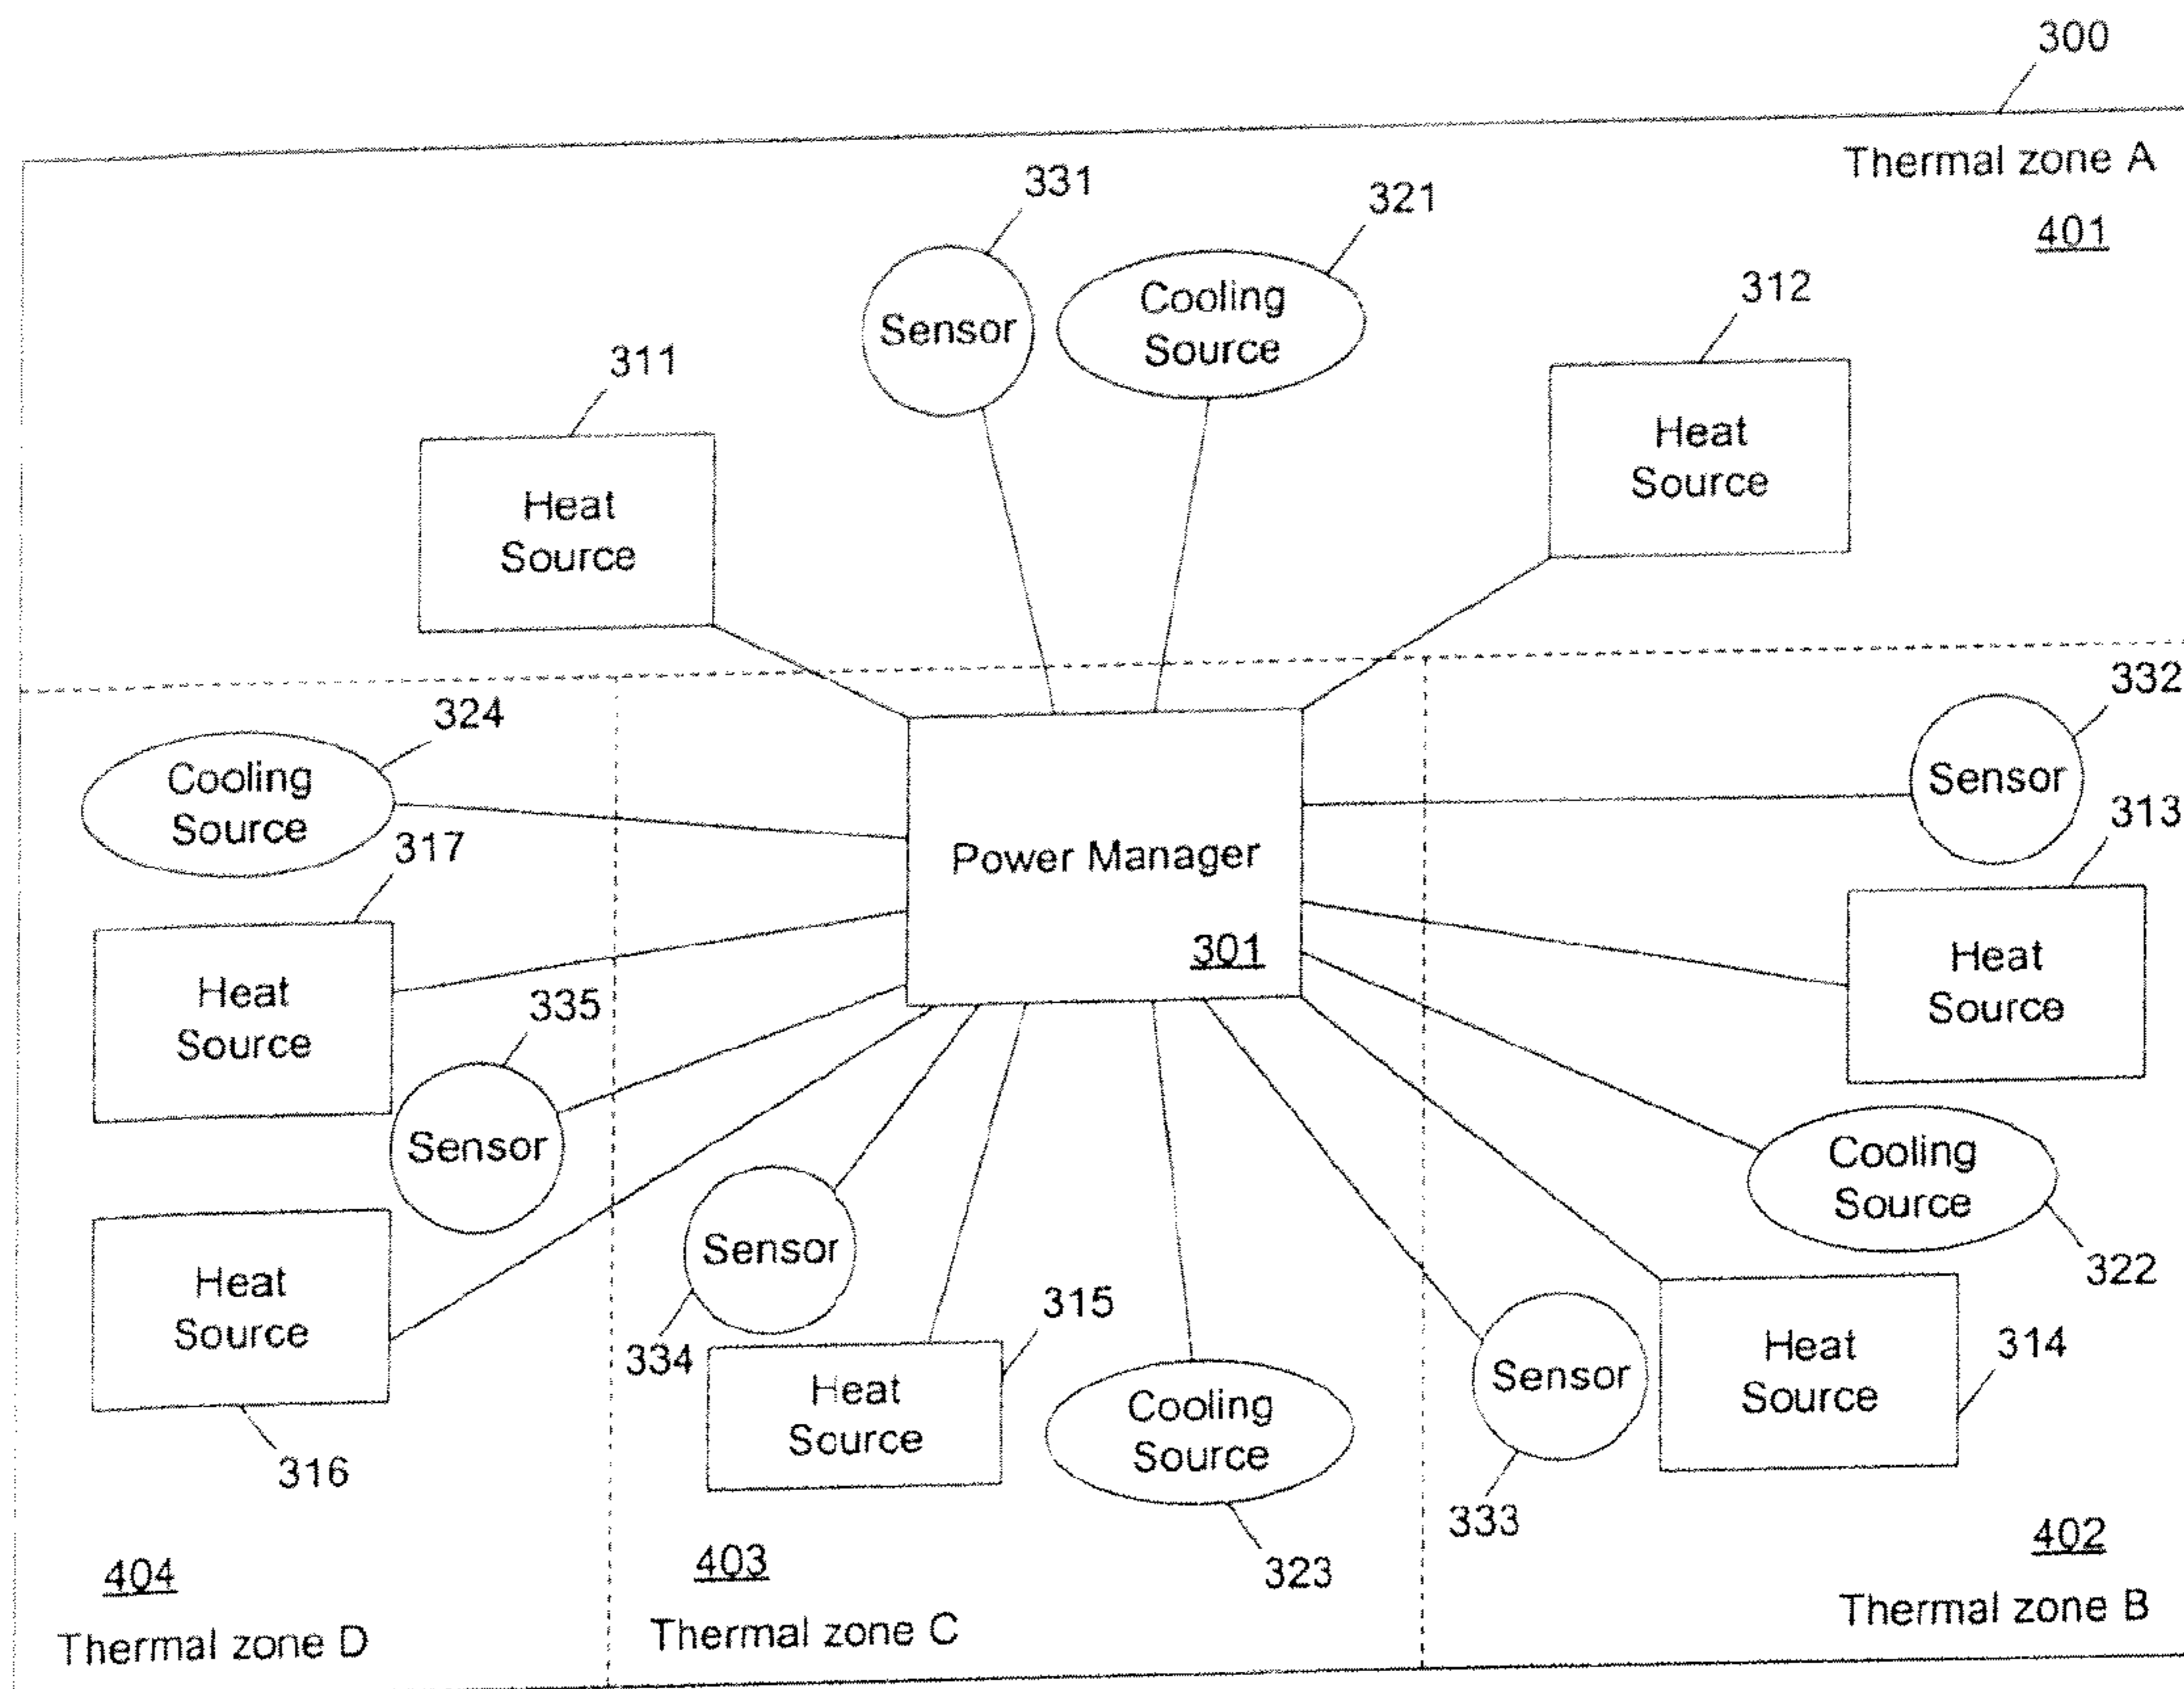 300
Thermal zone A
401
331
321
312
311
Sensor
Cooling
Source
Heat
Source
Heat
Source
332
324
Cooling
Source
317
Sensor
313
Power Manager
301
Heat
Source
Heat
Source
335
Sensor
Cooling
Source
322
Sensor
334
Heat
Source
316
315
Heat
Source
Cooling
Source
323
Sensor
333
Heat
Source
314
404
Thermal zone D
403
Thermal zone C
402
Thermal zone B